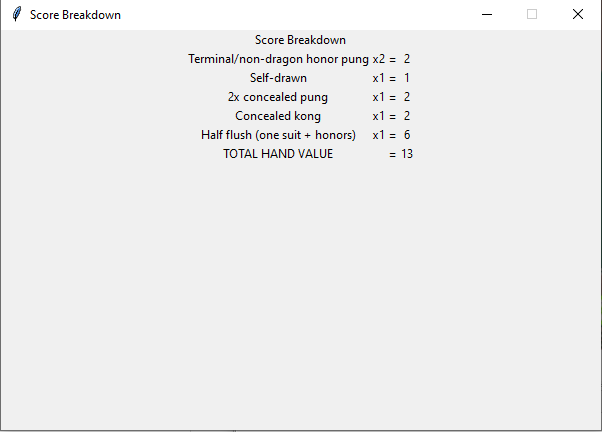 Score Breakdown
Score Breakdown
Terminal/non-dragon honor pung x2 = 2
Self-drawn x1 = 1
2x concealed pung x1 = 2
Concealed kong x1 = 2
Half flush (one suit + honors) x1 = 6
TOTAL HAND VALUE = 13